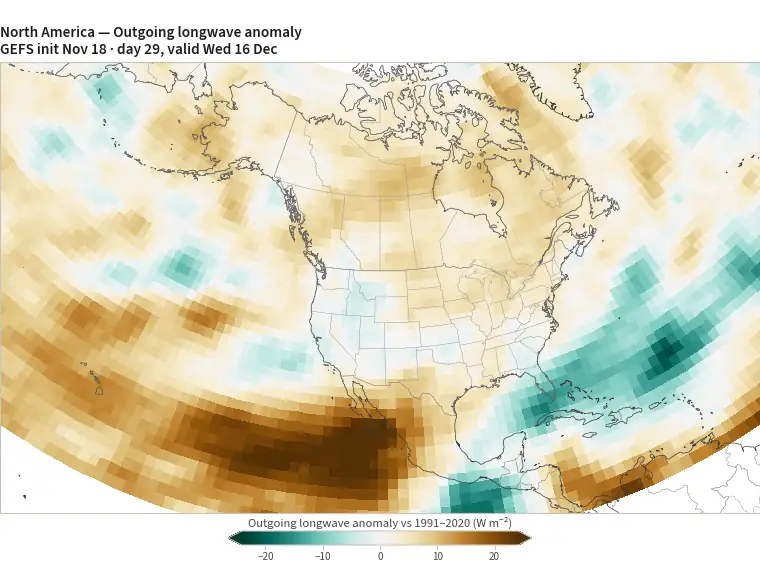 North America — Outgoing longwave anomaly
GEFS init Nov 18 · day 29, valid Wed 16 Dec
Outgoing longwave anomaly vs 1991–2020 (W m⁻²)
−20 −10 0 10 20